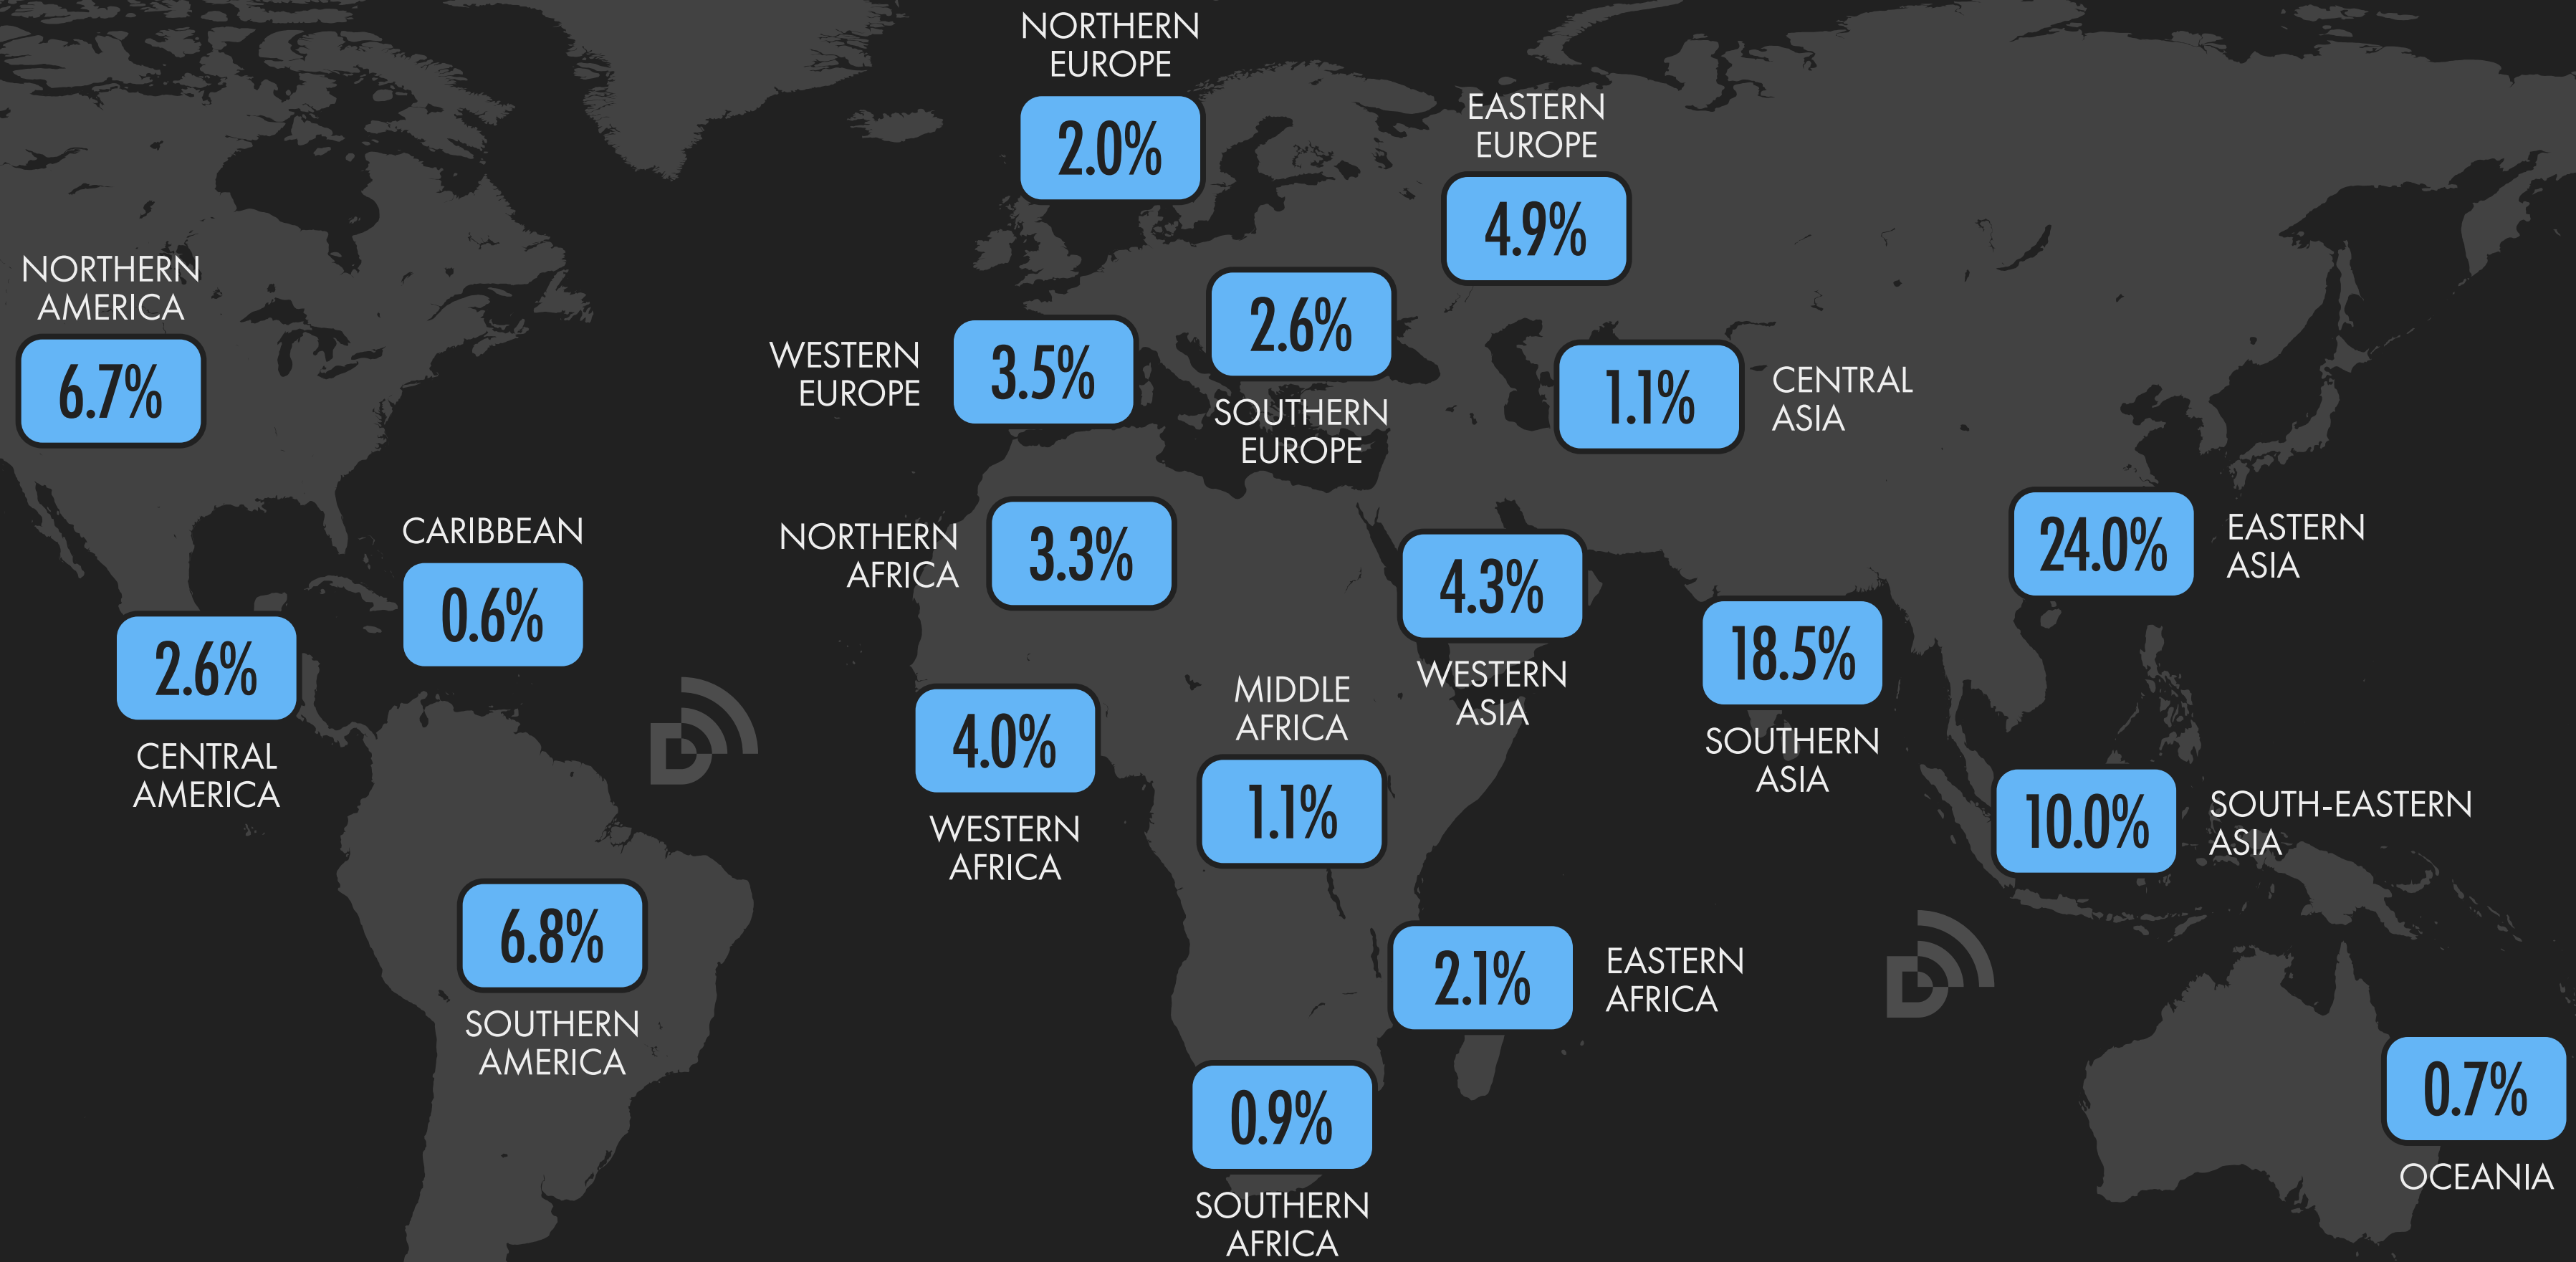 NORTHERN
EUROPE
2.0%
EASTERN
EUROPE
4.9%
NORTHERN
AMERICA
6.7%
WESTERN
EUROPE
3.5%
2.6%
SOUTHERN
EUROPE
1.1%
CENTRAL
ASIA
CARIBBEAN
0.6%
NORTHERN
AFRICA
3.3%
4.3%
WESTERN
ASIA
24.0%
EASTERN
ASIA
2.6%
CENTRAL
AMERICA
4.0%
WESTERN
AFRICA
MIDDLE
AFRICA
1.1%
18.5%
SOUTHERN
ASIA
10.0%
SOUTH-EASTERN
ASIA
6.8%
SOUTHERN
AMERICA
2.1%
EASTERN
AFRICA
0.9%
SOUTHERN
AFRICA
0.7%
OCEANIA